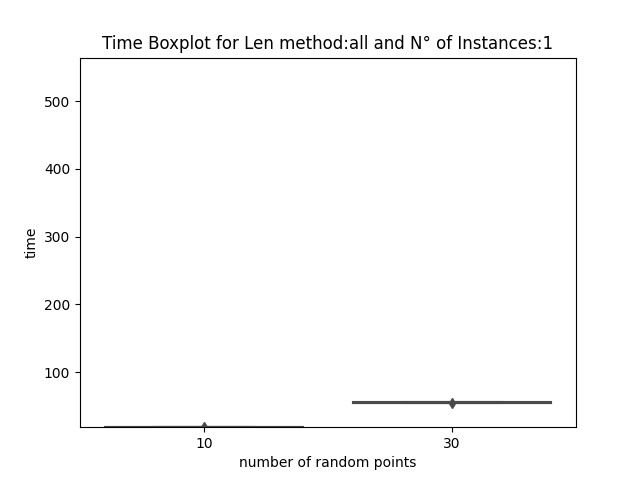 Time Boxplot for Len method:all and N° of Instances:1
500
400
300
200
100
time
10 30
number of random points